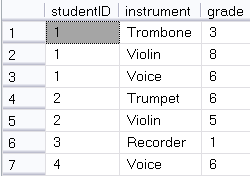 studentID instrument grade
1 1 Trombone 3
2 1 Violin 8
3 1 Voice 6
4 2 Trumpet 6
5 2 Violin 5
6 3 Recorder 1
7 4 Voice 6